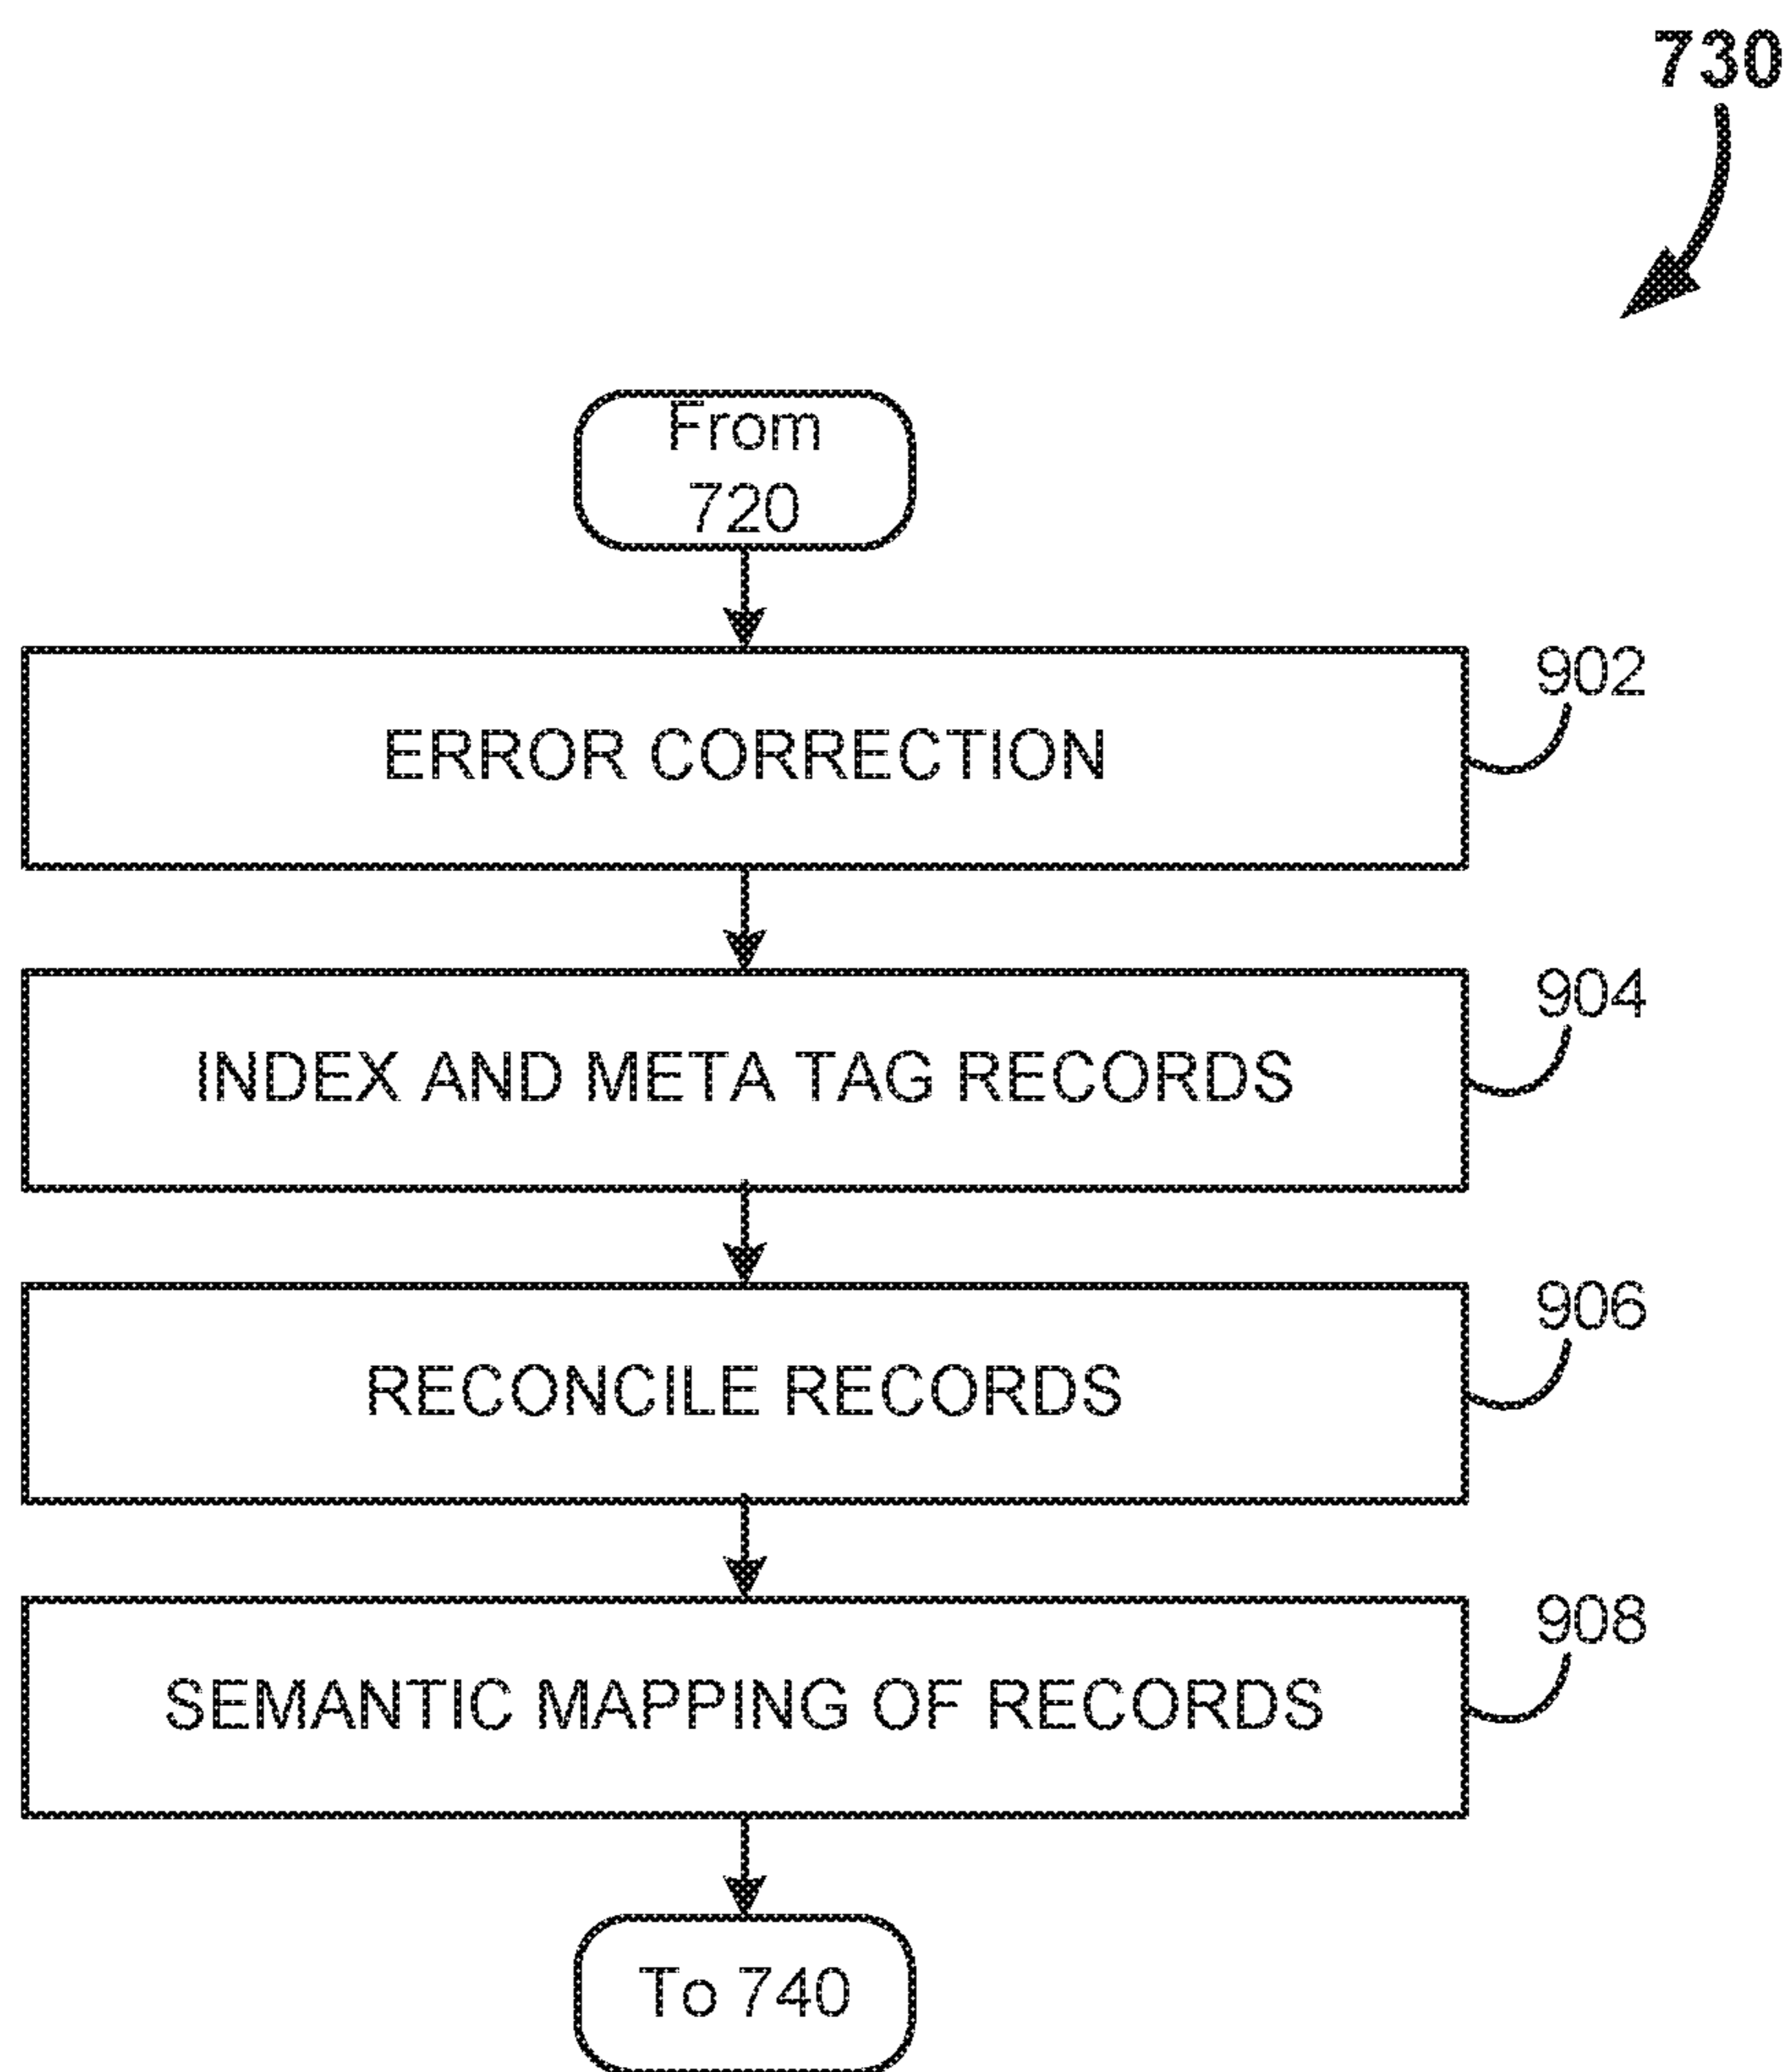 730
From
720
ERROR CORRECTION
902
INDEX AND META TAG RECORDS
904
RECONCILE RECORDS
906
SEMANTIC MAPPING OF RECORDS
908
To 740